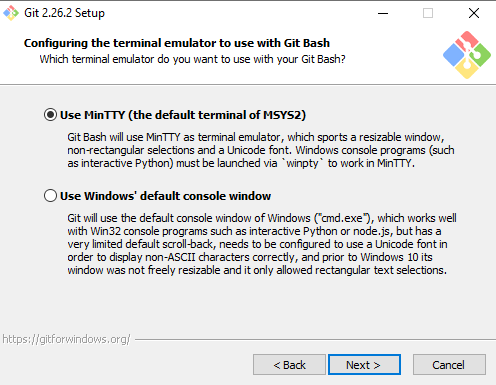 Git 2.26.2 Setup
Configuring the terminal emulator to use with Git Bash
Which terminal emulator do you want to use with your Git Bash?
Use MinTTY (the default terminal of MSYS2)
Git Bash will use MinTTY as terminal emulator, which sports a resizable window,
non-rectangular selections and a Unicode font. Windows console programs (such
as interactive Python) must be launched via `winpty` to work in MinTTY.
Use Windows' default console window
Git will use the default console window of Windows ("cmd.exe"), which works well
with Win32 console programs such as interactive Python or node.js, but has a
very limited default scroll-back, needs to be configured to use a Unicode font in
order to display non-ASCII characters correctly, and prior to Windows 10 its
window was not freely resizable and it only allowed rectangular text selections.
https://gitforwindows.org/
< Back
Next >
Cancel